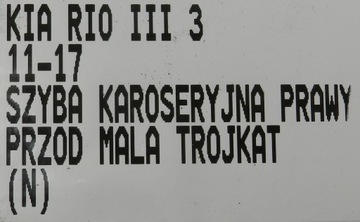 KIA RIO III 3
11-17
SZYBA KAROSERYJNA PRAWY
PRZOD MALA TROJKAT
(N)